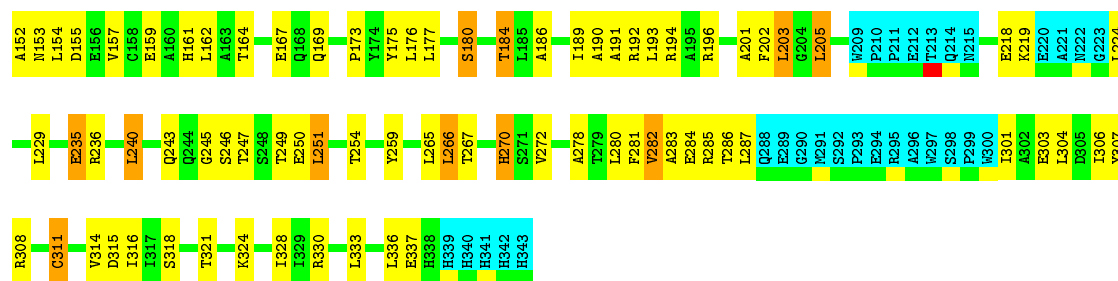 A152 N153 L154 D155 E156 V157 C158 E159 A160 H161 L162 A163 T164 E167 Q168 Q169 P173 Y174 Y175 L176 L177 S180 T184 L185 A186 I189 A190 A191 R192 L193 R194 A195 R196 A201 F202 L203 G204 L205 W209 P210 P211 E212 T213 Q214 N215 E218 K219 E220 A221 N222 G223 L224
L229 E235 R236 L240 Q243 Q244 G245 S246 T247 S248 T249 E250 L251 T254 Y259 L265 L266 T267 H270 S271 V272 A278 T279 L280 F281 V282 A283 E284 R285 T286 L287 Q288 E289 G290 M291 S292 P293 E294 R295 A296 W297 S298 P299 W300 I301 A302 E303 L304 D305 I306 Y307
R308 C311 V314 D315 I316 I317 S318 T321 K324 I328 I329 R330 L333 L336 E337 H338 H339 H340 H341 H342 H343